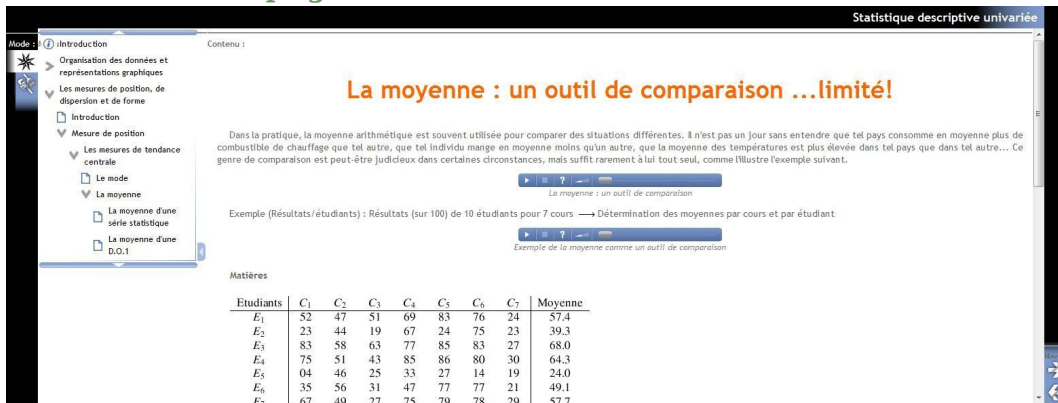 Statistique descriptive univariée
Mode :
Introduction
Contenu :
Organisation des données et
représentations graphiques
Les mesures de position, de
dispersion et de forme
Introduction
Mesure de position
Les mesures de tendance
centrale
Le mode
La moyenne
La moyenne d'une
série statistique
La moyenne d'une
D.O.1
La moyenne : un outil de comparaison ...limité!
Dans la pratique, la moyenne arithmétique est souvent utilisée pour comparer des situations différentes. Il n'est pas un jour sans entendre que tel pays consomme en moyenne plus de
combustible de chauffage que tel autre, que tel individu mange en moyenne moins qu'un autre, que la moyenne des températures est plus élevée dans tel pays que dans tel autre... Ce
genre de comparaison est peut-être judicieux dans certaines circonstances, mais suffit rarement à lui tout seul, comme l'illustre l'exemple suivant.
La moyenne : un outil de comparaison
Exemple (Résultats/étudiants) : Résultats (sur 100) de 10 étudiants pour 7 cours ⟶ Détermination des moyennes par cours et par étudiant
Exemple de la moyenne comme un outil de comparaison
Matières
Etudiants C1 C2 C3 C4 C5 C6 C7 Moyenne
E1 52 47 51 69 83 76 24 57.4
E2 23 44 19 67 24 75 23 39.3
E3 83 58 63 77 85 83 27 68.0
E4 75 51 43 85 86 80 30 64.3
E5 04 46 25 33 27 14 19 24.0
E6 35 56 31 47 77 77 21 49.1
E7 67 49 27 75 79 78 29 57.7